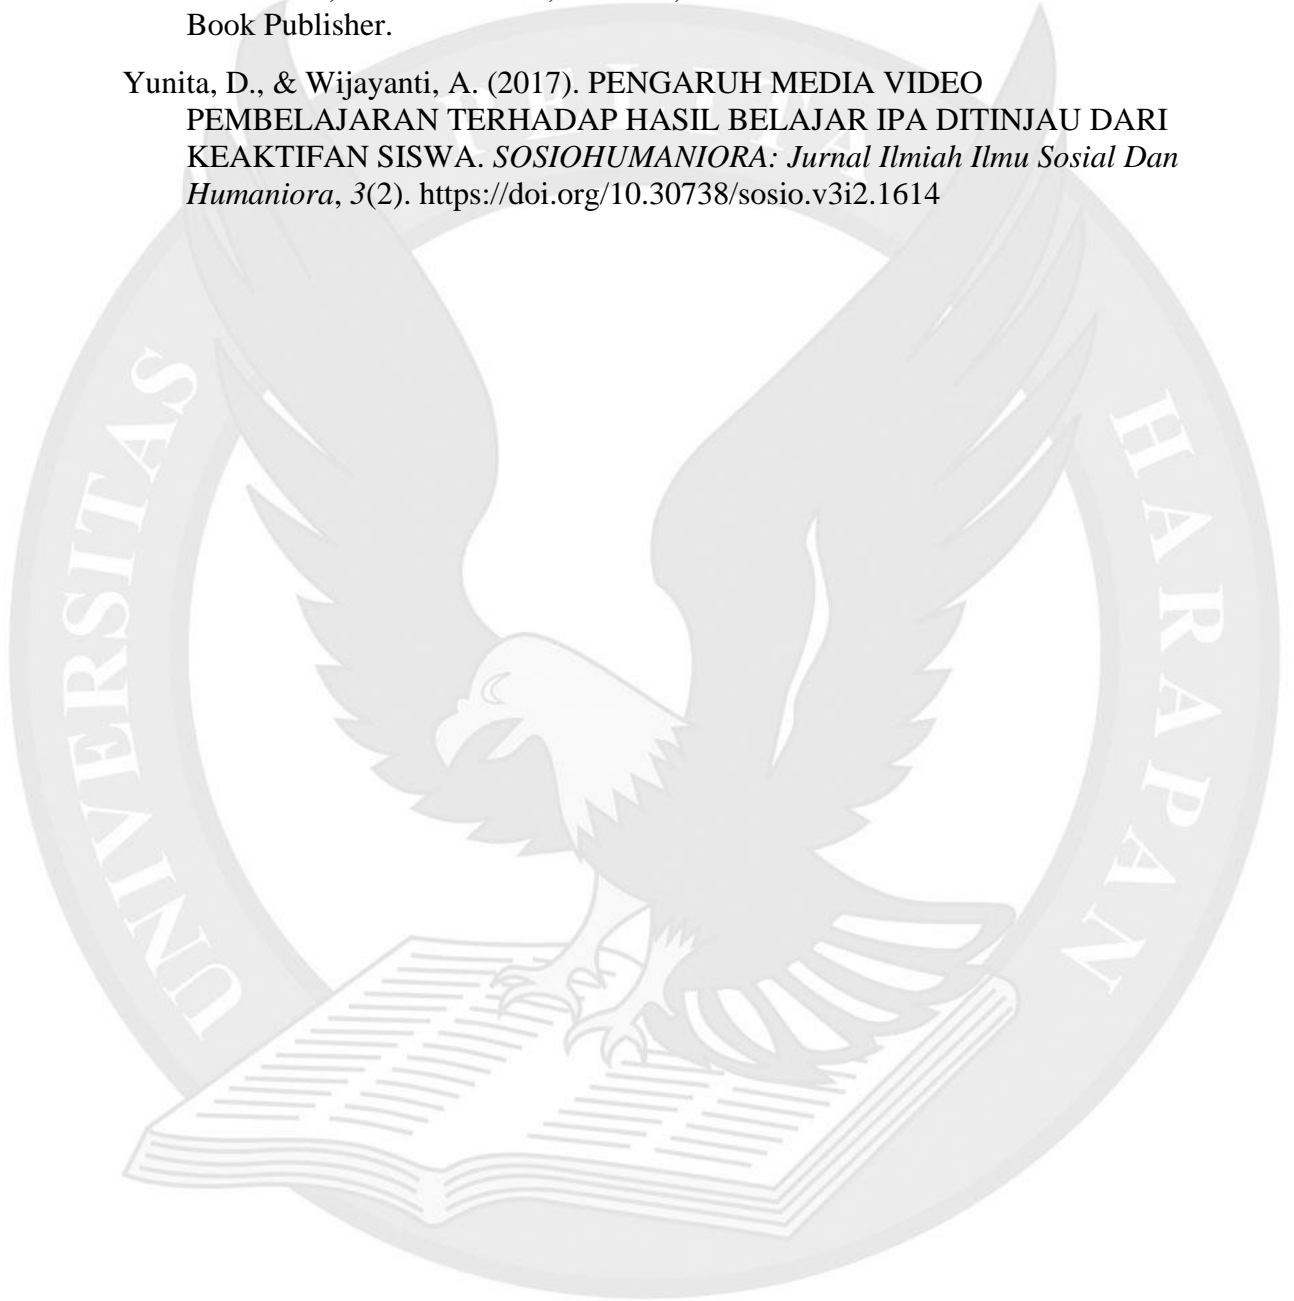 Book Publisher.
Yunita, D., & Wijayanti, A. (2017). PENGARUH MEDIA VIDEO
PEMBELAJARAN TERHADAP HASIL BELAJAR IPA DITINJAU DARI
KEAKTIFAN SISWA. SOSIOHUMANIORA: Jurnal Ilmiah Ilmu Sosial Dan
Humaniora, 3(2). https://doi.org/10.30738/sosio.v3i2.1614
UNIVERSITAS
PELITA
HARAPAN